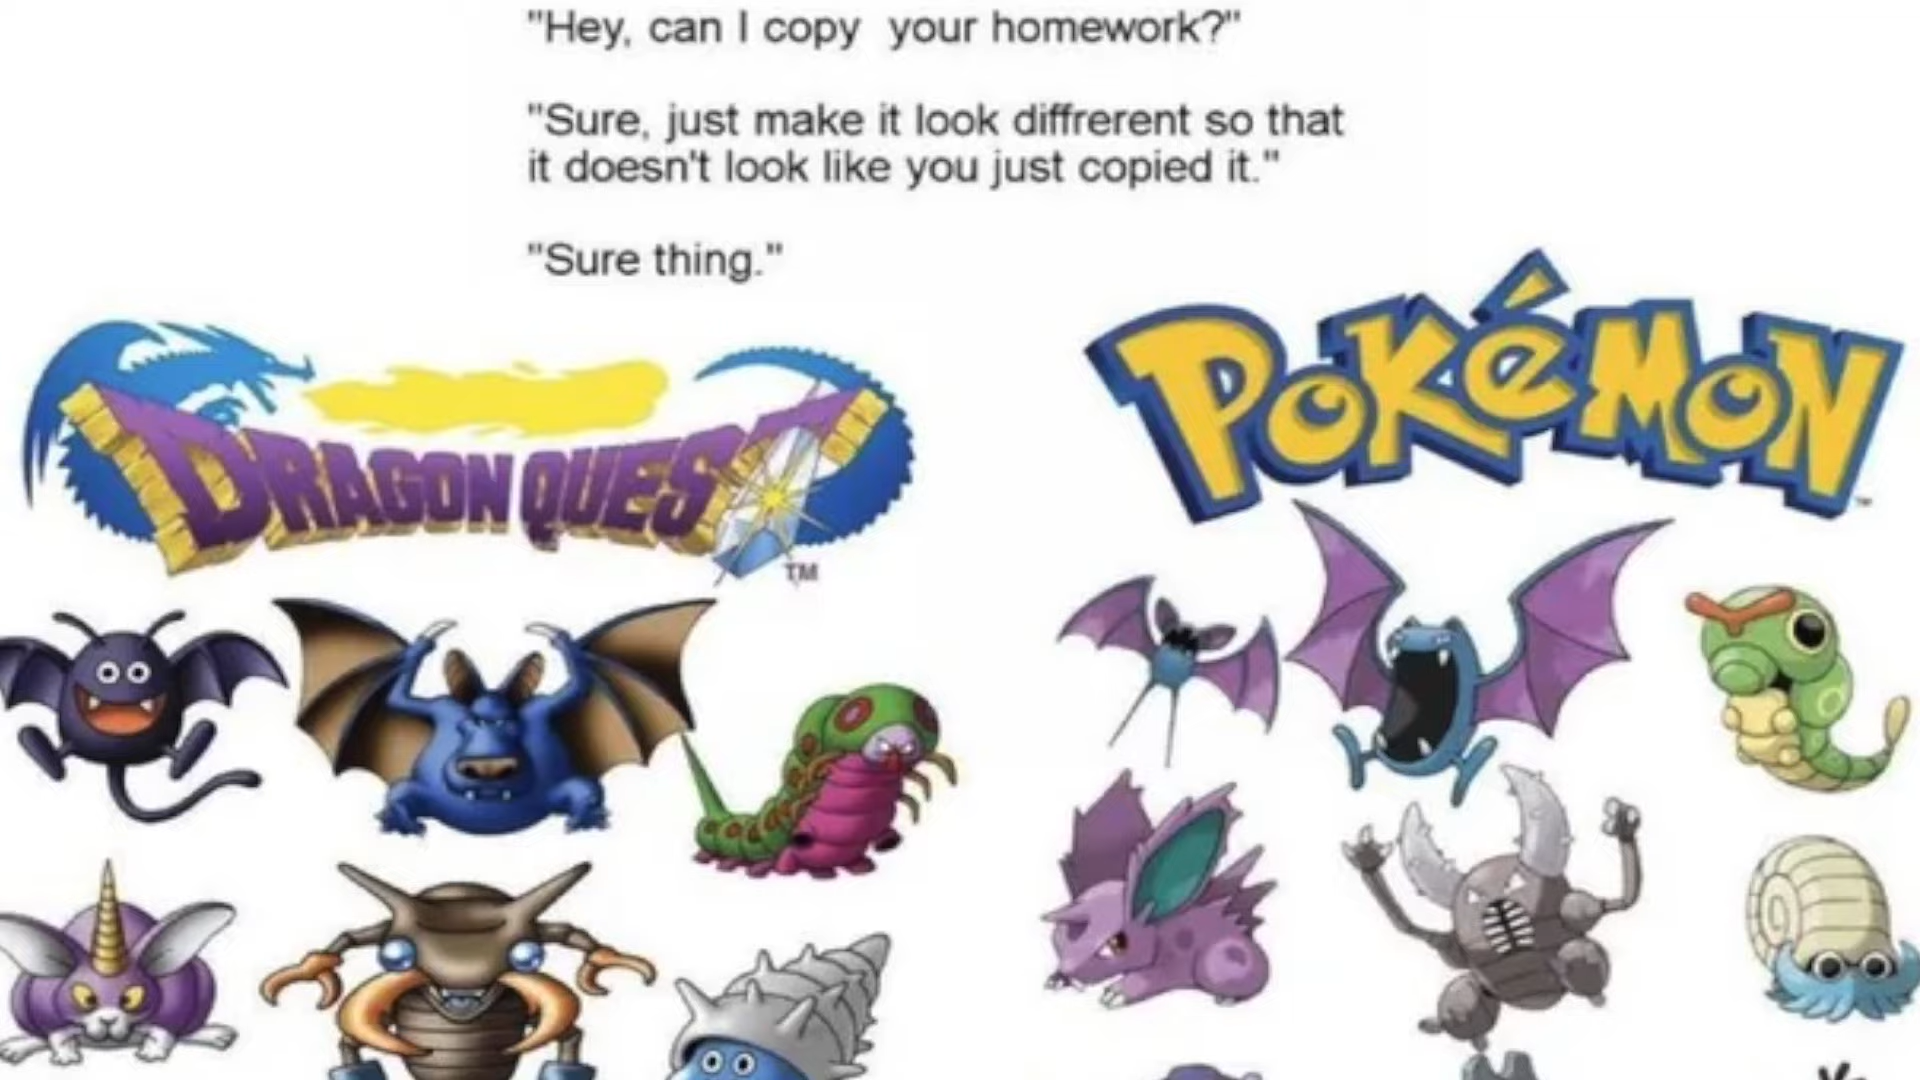 "Hey, can I copy your homework?"
"Sure, just make it look diffrerent so that
it doesn't look like you just copied it."
"Sure thing."
POKéMON
DRAGON QUEST
TM